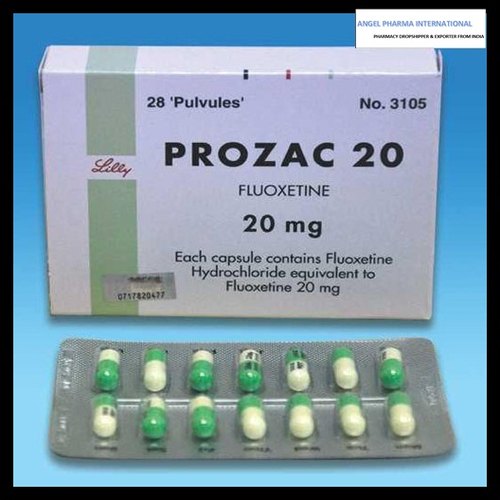 ANGEL PHARMA INTERNATIONAL
PHARMACY DROPSHIPPER & EXPORTER FROM INDIA
28 'Pulvules'
No. 3105
PROZAC 20
Lilly
FLUOXETINE
20 mg
Each capsule contains Fluoxetine
Hydrochloride equivalent to
Fluoxetine 20 mg
0717820477